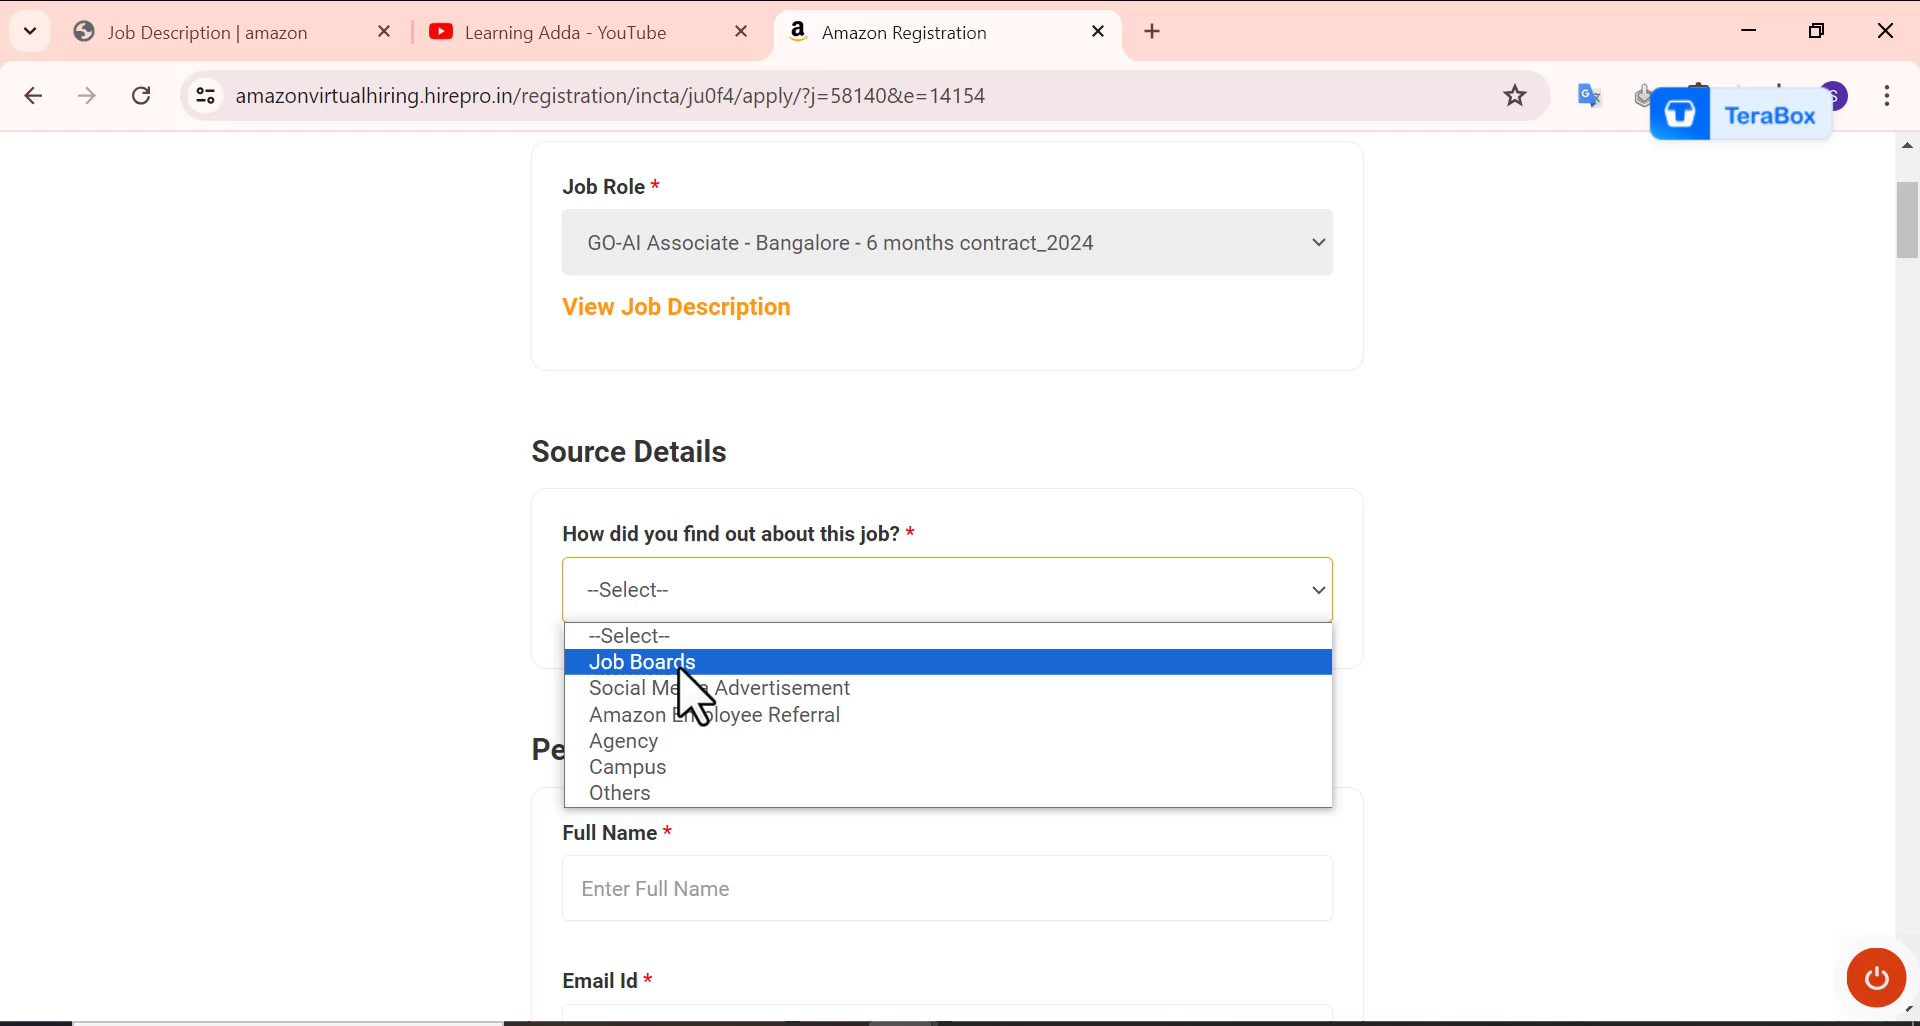 Job Description | amazon
Learning Adda - YouTube
Amazon Registration
amazonvirtualhiring.hirepro.in/registration/incta/ju0f4/apply/?j=58140&e=14154
S
TeraBox
Job Role *
GO-AI Associate - Bangalore - 6 months contract_2024
View Job Description
Source Details
How did you find out about this job? *
--Select--
--Select--
Job Boards
Social Advertisement
Amazon Referral
Agency
Campus
Others
Full Name *
Enter Full Name
Email Id *